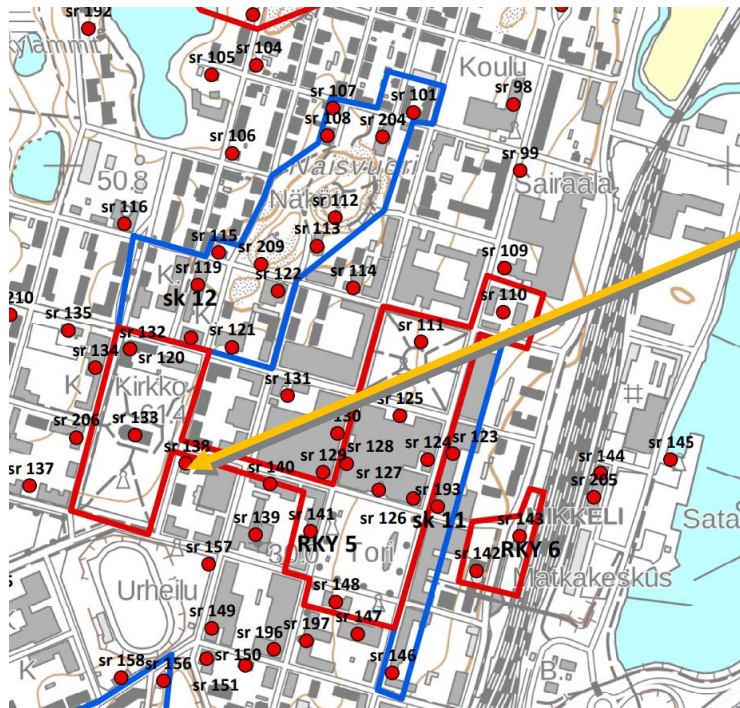 sr 192
kylammit
sr 104
sr 105
Koulu
sr 107
sr 101
sr 98
sr 108
sr 204
sr 106
Naisvuori
sr 99
50.8
Sairaala
Näkö
sr 112
sr 116
sr 113
sr 115
sr 209
sr 109
K.
sr 119
sr 122
sr 114
sk 12
sr 110
210
sr 135
sr 132
K
sr 121
sr 111
sr 134
sr 120
K
Kirkko
sr 131
sr 125
sr 206
sr 133
130
sr 138
sr 128
sr 124
sr 123
sr 129
sr 144
sr 145
sr 137
sr 140
sr 127
sr 205
sr 193
sr 126
sk 11
sr 139
sr 141
sr 143
IKKELI
Sata
RKY 5
Tori
RKY 6
sr 157
sr 142
Matkakeskus
Urheilu
sr 148
sr 149
sr 147
sr 196
sr 197
K
sr 158
sr 156
sr 150
sr 146
B.
sr 151